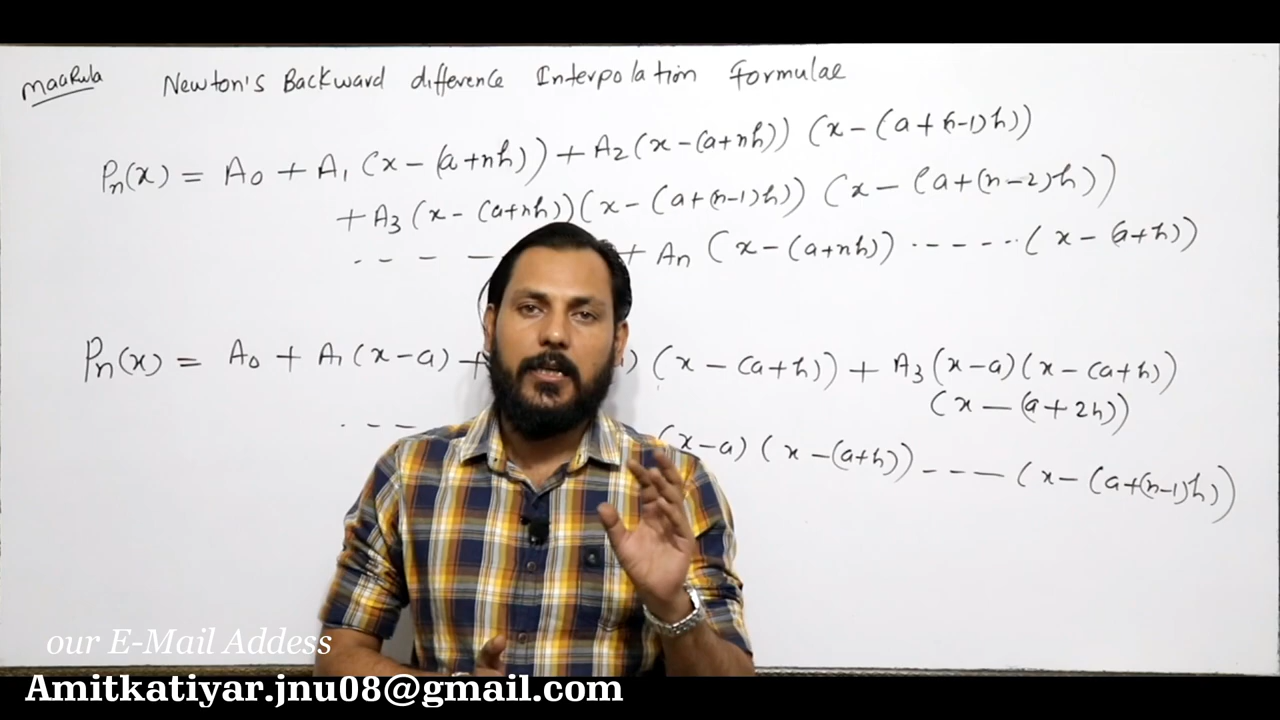 maaRula
Newton's Backward difference Interpolation Formulae
Pn(x) = A0 + A1 (x - (a+nh)) + A2 (x - (a+nh)) (x - (a+(n-1)h))
+ A3 (x - (a+nh)) (x - (a+(n-1)h)) (x - (a+(n-2)h))
---- + An (x - (a+nh)) ------ (x - (a+h))
Pn(x) = A0 + A1 (x-a) + ) (x - (a+h)) + A3 (x-a) (x - (a+h))
(x - (a+2h))
---- (x-a) (x - (a+h)) ---- (x - (a+(n-1)h))
our E-Mail Addess
Amitkatiyar.jnu08@gmail.com